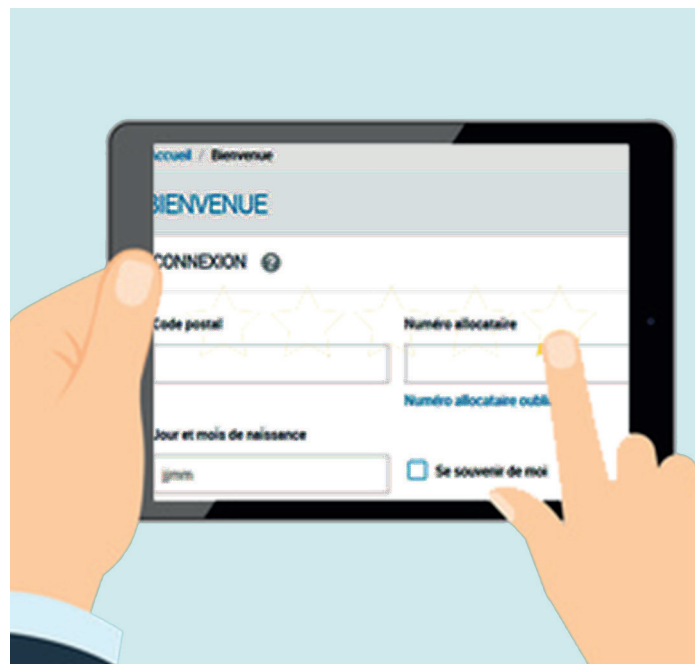 ccueil / Bienvenue
BIENVENUE
CONNEXION ?
Code postal Numéro allocataire
Numéro allocataire oubli
Jour et mois de naissance
jjmm Se souvenir de moi